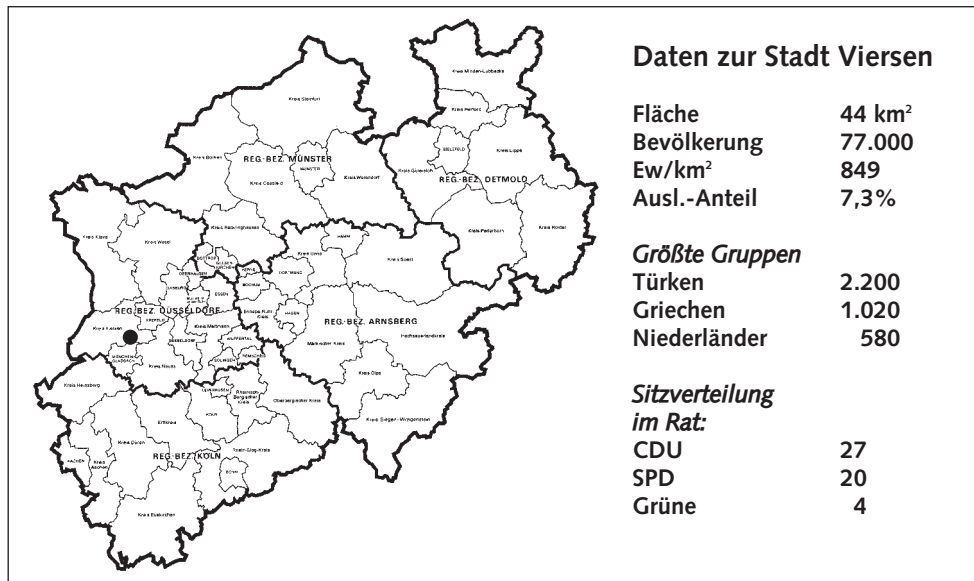 Daten zur Stadt Viersen
Fläche 44 km²
Bevölkerung 77.000
Ew/km² 849
Ausl.-Anteil 7,3%
Größte Gruppen
Türken 2.200
Griechen 1.020
Niederländer 580
Sitzverteilung
im Rat:
CDU 27
SPD 20
Grüne 4
Kreis Minden-Lübbecke
Kreis Steinfurt
Kreis Herford
Kreis Borken
REG.-BEZ. MÜNSTER
MÜNSTER
BIELEFELD
Kreis Lippe
Kreis Coesfeld
Kreis Warendorf
Kreis Gütersloh
REG.-BEZ. DETMOLD
Kreis Paderborn
Kreis Höxter
Kreis Kleve
Kreis Wesel
Kreis Recklinghausen
HAMM
Kreis Unna
Kreis Soest
BOTTROP
OBERHAUSEN
HERNE
BOCHUM
DORTMUND
DUISBURG
ESSEN
REG.-BEZ. DÜSSELDORF
HAGEN
REG.-BEZ. ARNSBERG
KREFELD
Kreis Mettmann
Kreis Viersen
DÜSSELDORF
WUPPERTAL
Märkischer Kreis
Hochsauerlandkreis
REMSCHEID
SOLINGEN
Kreis Neuss
Kreis Olpe
Kreis Heinsberg
LEVERKUSEN
Oberbergischer Kreis
KÖLN
Erftkreis
Kreis Siegen-Wittgenstein
Kreis Düren
AACHEN
Kreis Aachen
REG.-BEZ. KÖLN
Rhein-Sieg-Kreis
BONN
Kreis Euskirchen